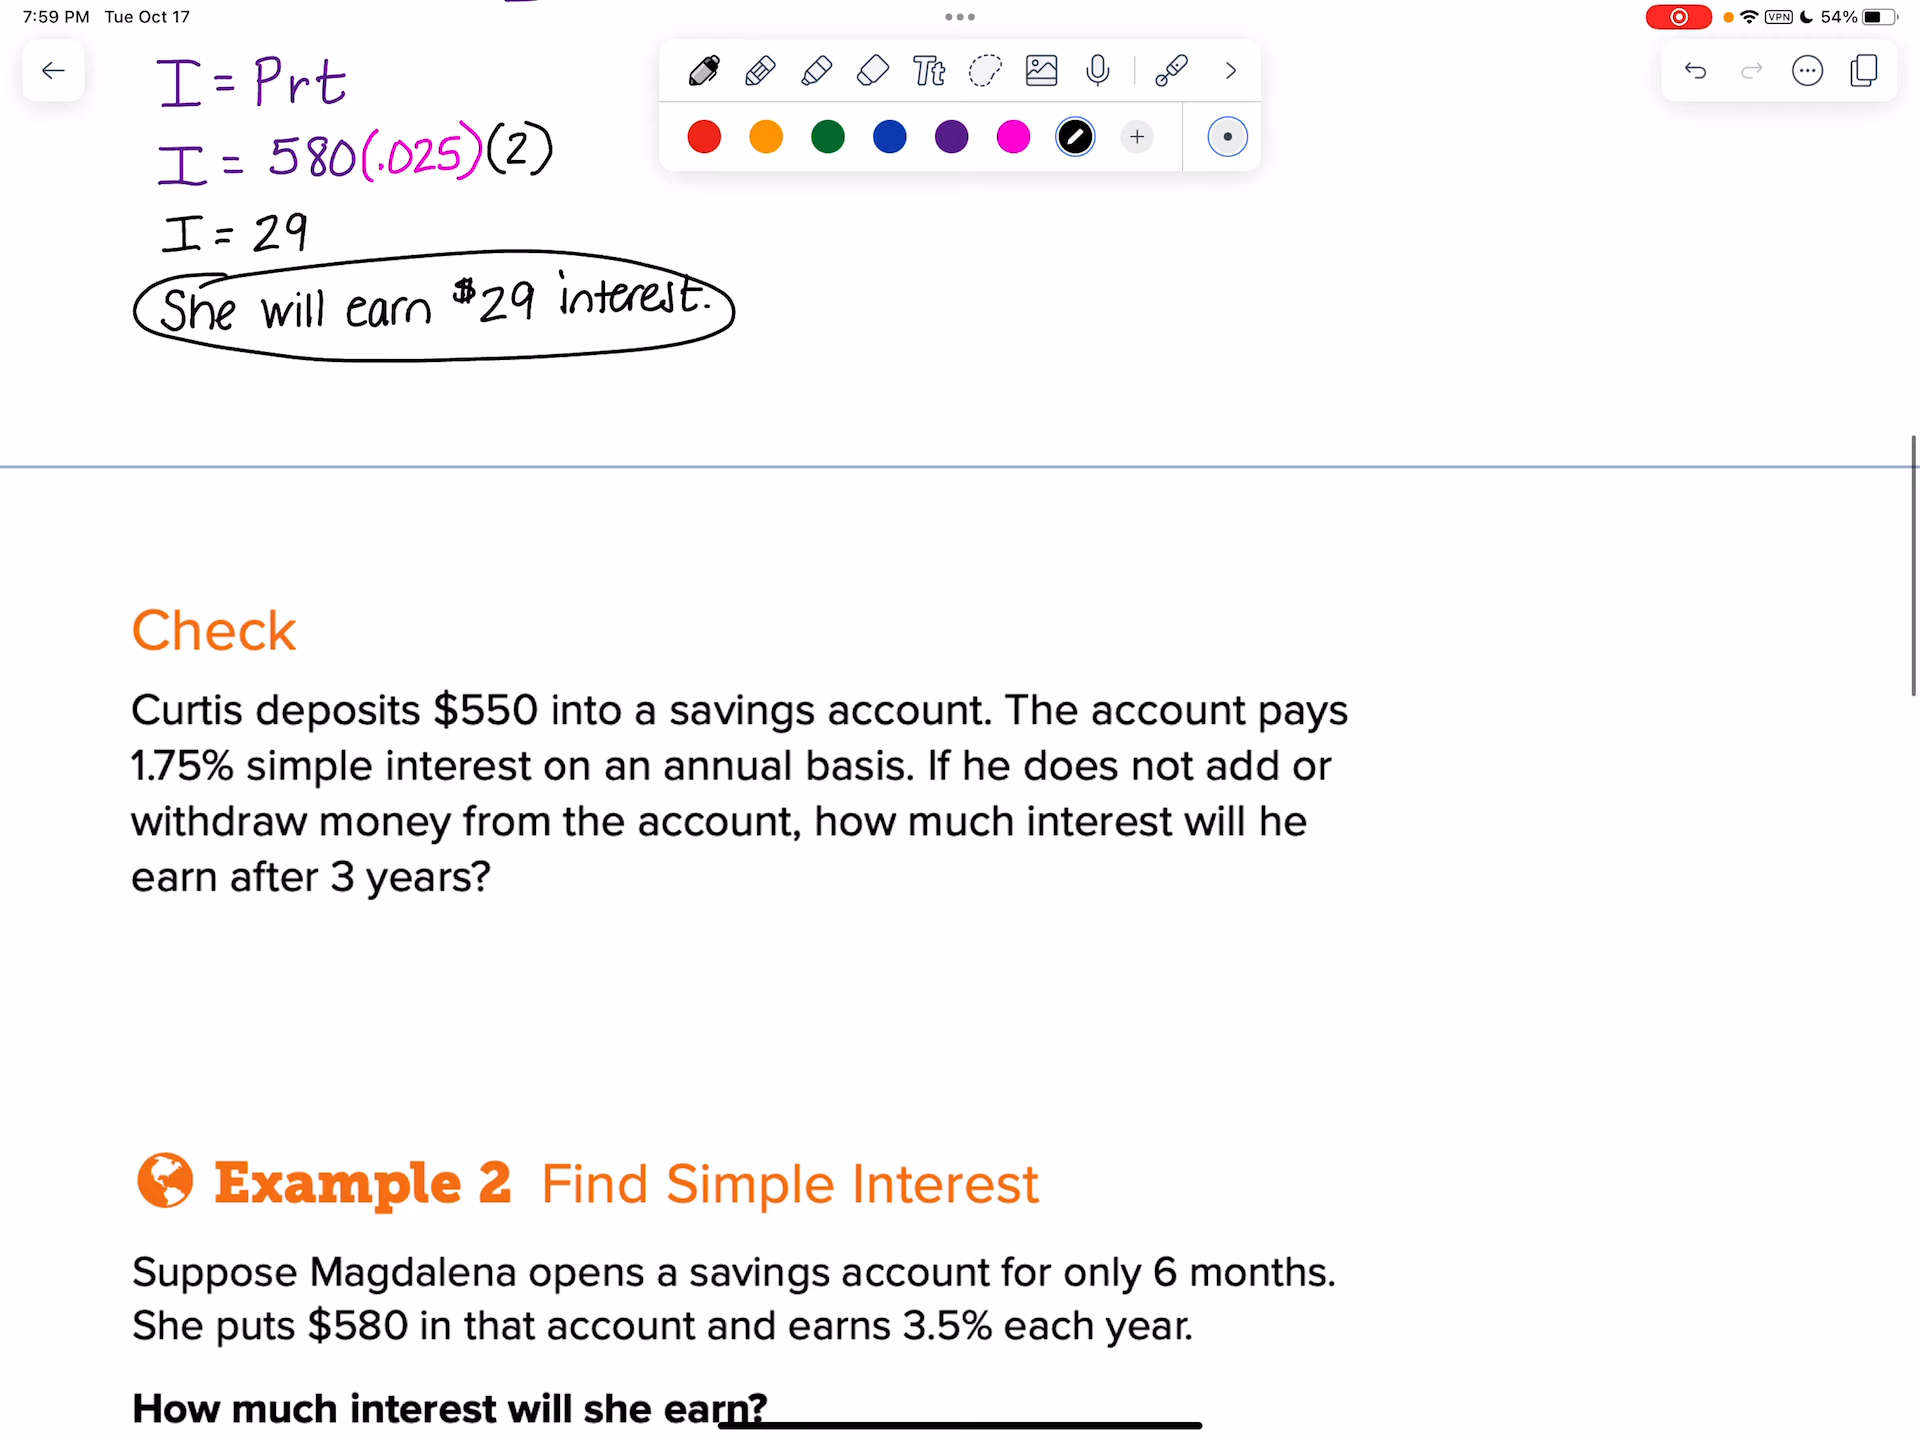 7:59 PM Tue Oct 17
VPN 54%
I = Prt
Tt
I = 580(.025)(2)
I = 29
She will earn $29 interest.
Check
Curtis deposits $550 into a savings account. The account pays
1.75% simple interest on an annual basis. If he does not add or
withdraw money from the account, how much interest will he
earn after 3 years?
Example 2 Find Simple Interest
Suppose Magdalena opens a savings account for only 6 months.
She puts $580 in that account and earns 3.5% each year.
How much interest will she earn?